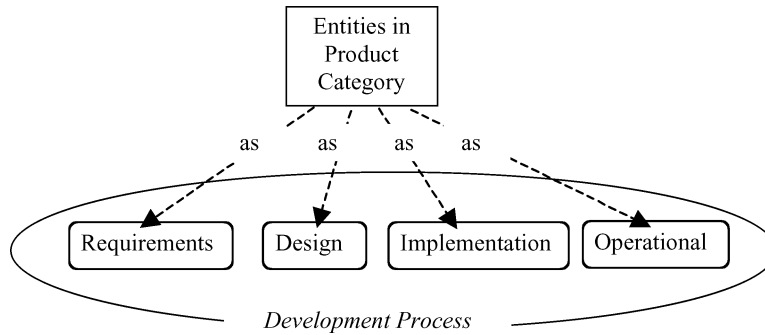 Entities in
Product
Category
as as as as
Requirements Design Implementation Operational
Development Process